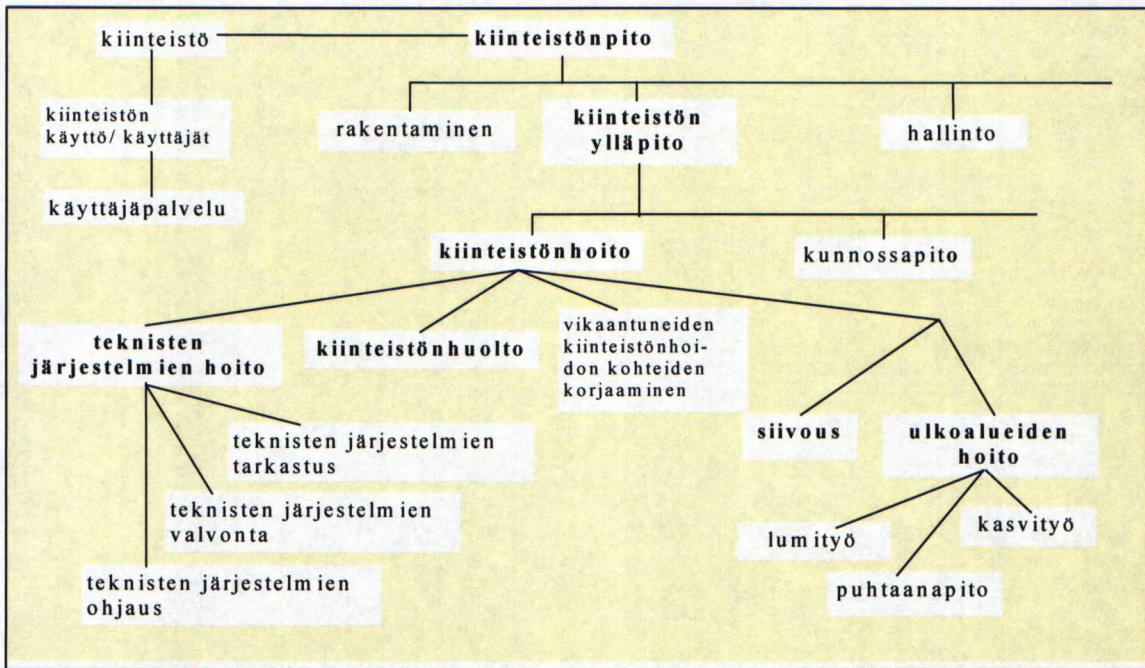 kiinteistö
kiinteistönpito
kiinteistön
käyttö/ käyttäjät
rakentaminen
kiinteistön
ylläpito
hallinto
käyttäjäpalvelu
kiinteistönhoito
kunnossapito
teknisten
järjestelmien hoito
kiinteistönhuolto
vikaantuneiden
kiinteistönhoi-
don kohteiden
korjaaminen
siivous
ulkoalueiden
hoito
teknisten järjestelmien
tarkastus
teknisten järjestelmien
valvonta
teknisten järjestelmien
ohjaus
lumityö
kasvityö
puhtaanapito